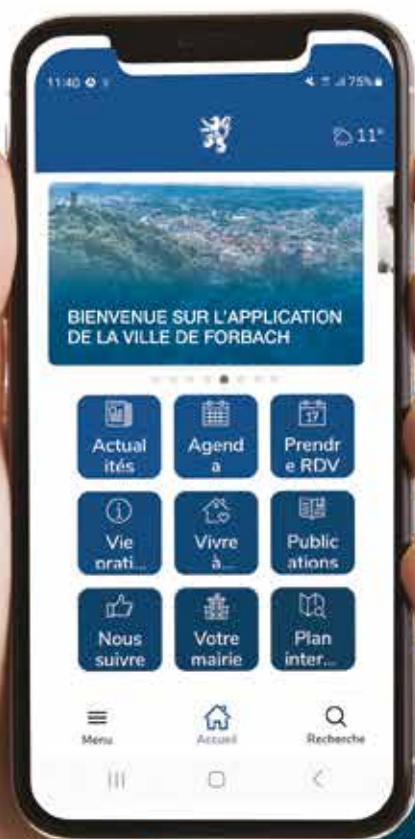 11:40
75%
11°
BIENVENUE SUR L'APPLICATION
DE LA VILLE DE FORBACH
Actual
ités
Agend
a
Prendr
e RDV
17
Vie
prati...
Vivre
à...
Public
ations
Nous
suivre
Votre
mairie
Plan
inter...
Menu
Accueil
Recherche